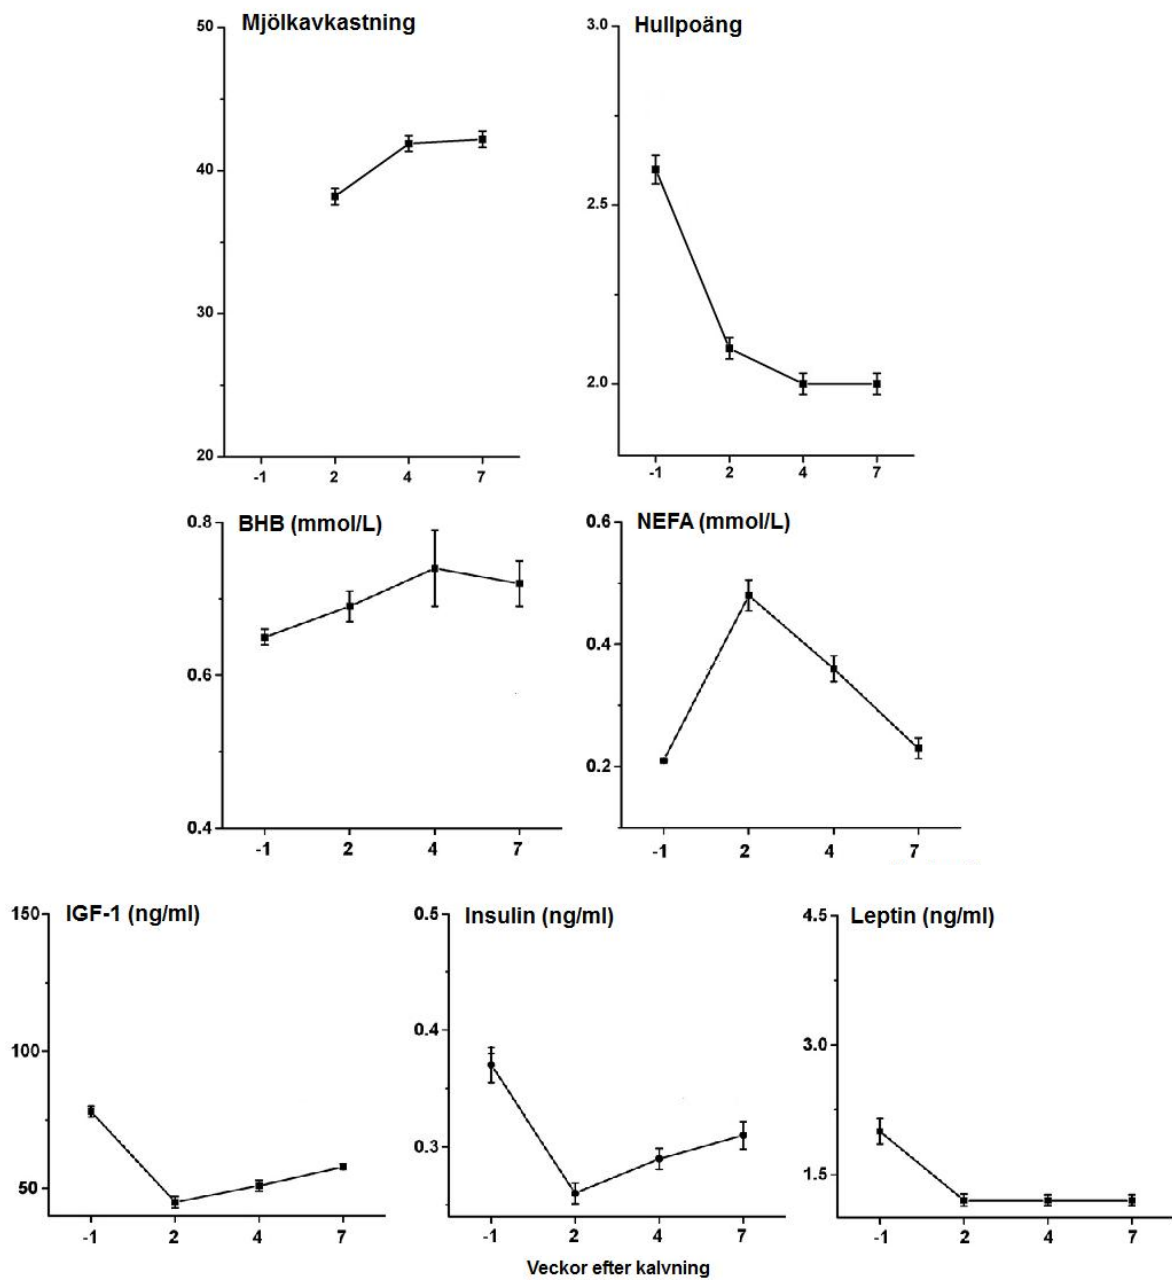 Mjölkavkastning
50
40
30
20
-1 2 4 7
Hullpoäng
3.0
2.5
2.0
-1 2 4 7
BHB (mmol/L)
0.8
0.6
0.4
-1 2 4 7
NEFA (mmol/L)
0.6
0.4
0.2
-1 2 4 7
IGF-1 (ng/ml)
150
100
50
-1 2 4 7
Insulin (ng/ml)
0.5
0.4
0.3
-1 2 4 7
Leptin (ng/ml)
4.5
3.0
1.5
-1 2 4 7
Veckor efter kalvning